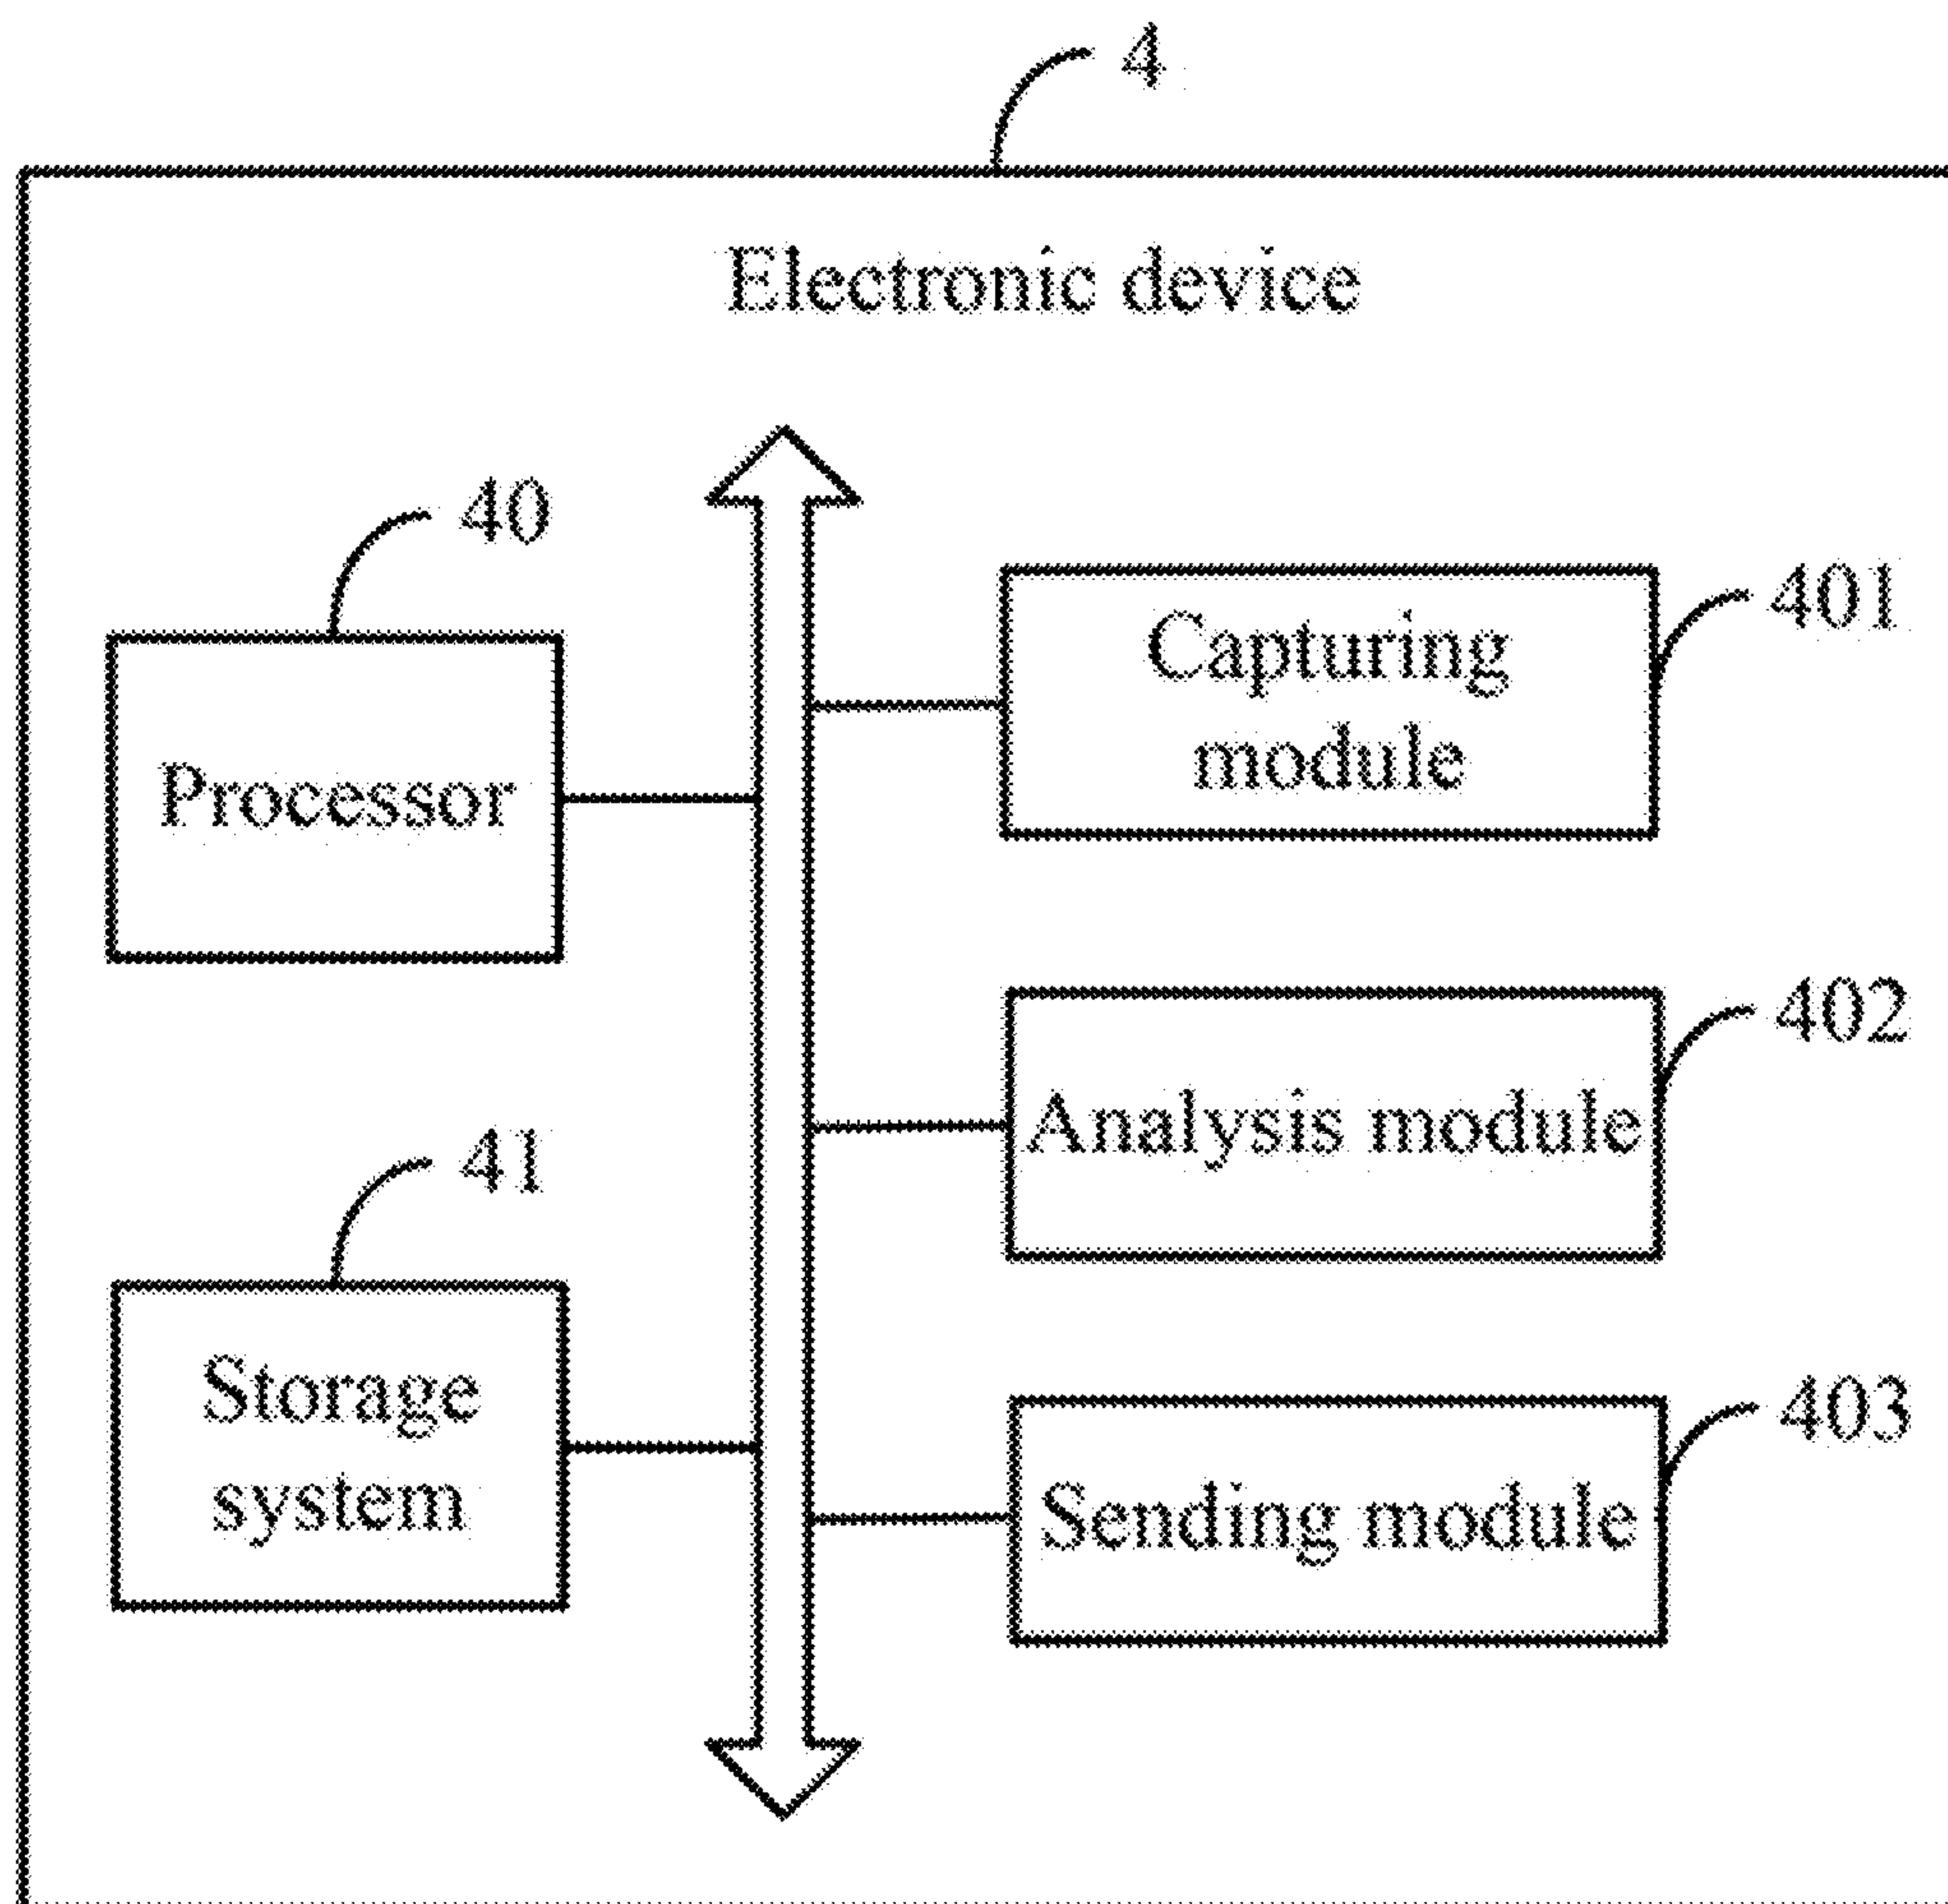 4
Electronic device
40
Processor
401
Capturing
module
402
Analysis module
41
Storage
system
403
Sending module